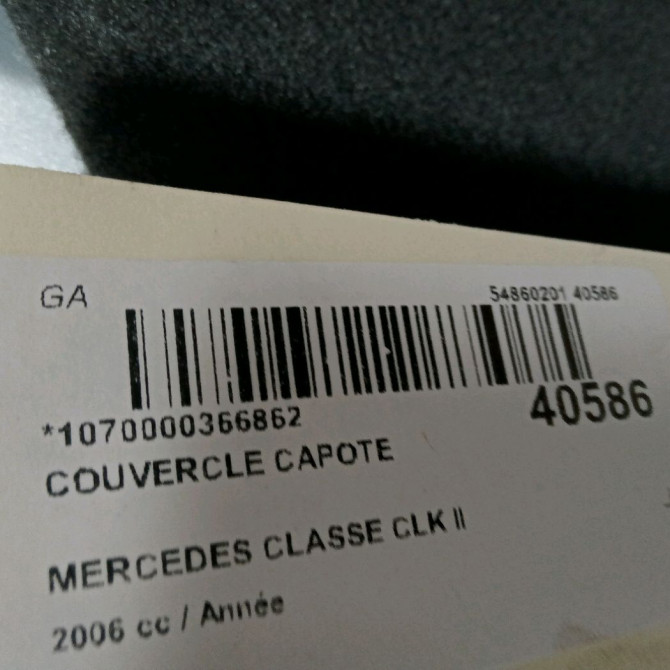 GA
54860201 40586
*1070000366862
40586
COUVERCLE CAPOTE
MERCEDES CLASSE CLK II
2006 cc / Année